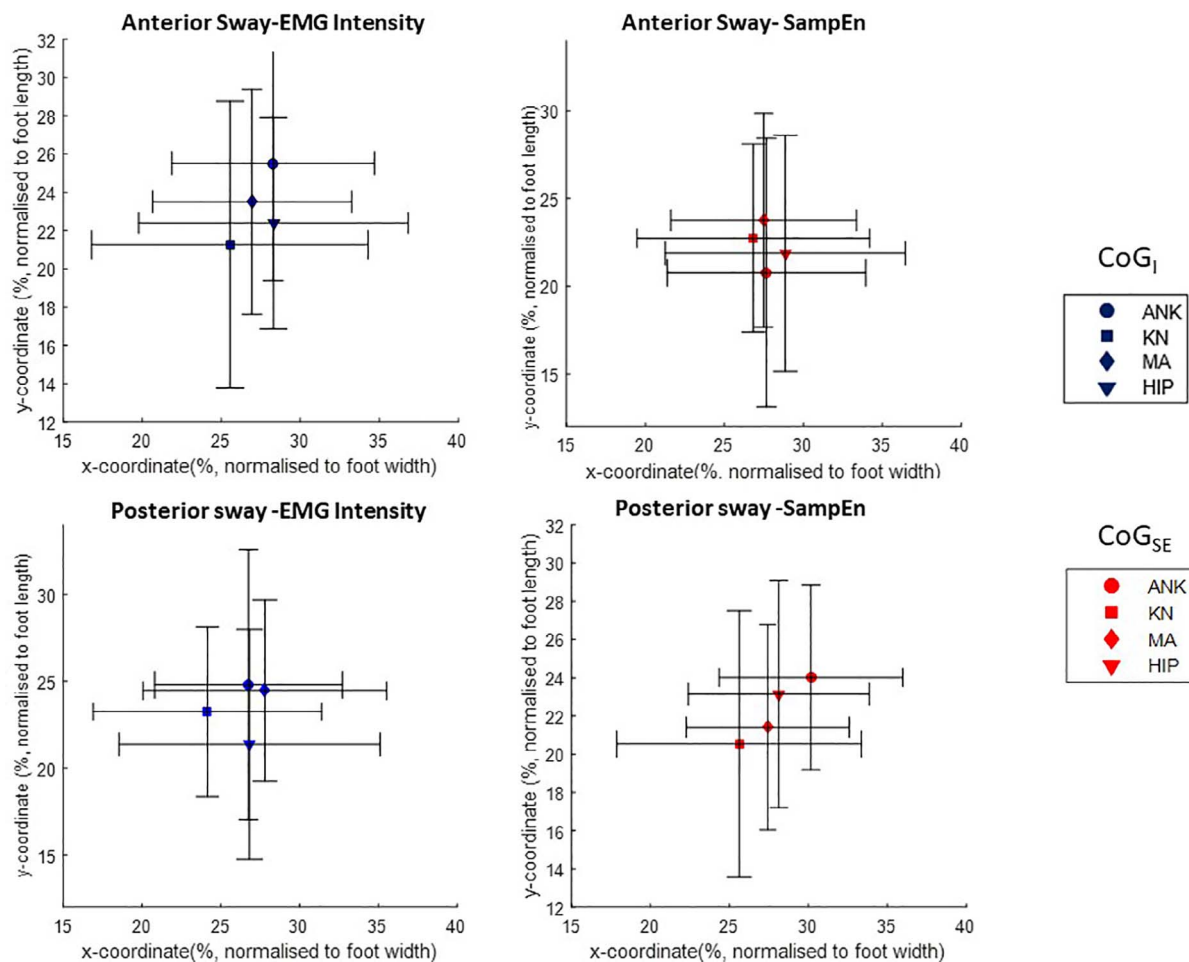 Anterior Sway-EMG Intensity
y-coordinate (%, normalised to foot length)
32
30
28
26
24
22
20
18
16
14
12
15 20 25 30 35 40
x-coordinate(%, normalised to foot width)
Anterior Sway- SampEn
y-coordinate (%, normalised to foot length)
30
25
20
15
15 20 25 30 35 40
x-coordinate(%, normalised to foot width)
CoG_I
ANK
KN
MA
HIP
Posterior sway -EMG Intensity
y-coordinate (%, normalised to foot length)
30
25
20
15
15 20 25 30 35 40
x-coordinate(%, normalised to foot width)
Posterior sway -SampEn
y-coordinate (%, normalised to foot length)
32
30
28
26
24
22
20
18
16
14
12
15 20 25 30 35 40
x-coordinate(%, normalised to foot width)
CoG_SE
ANK
KN
MA
HIP